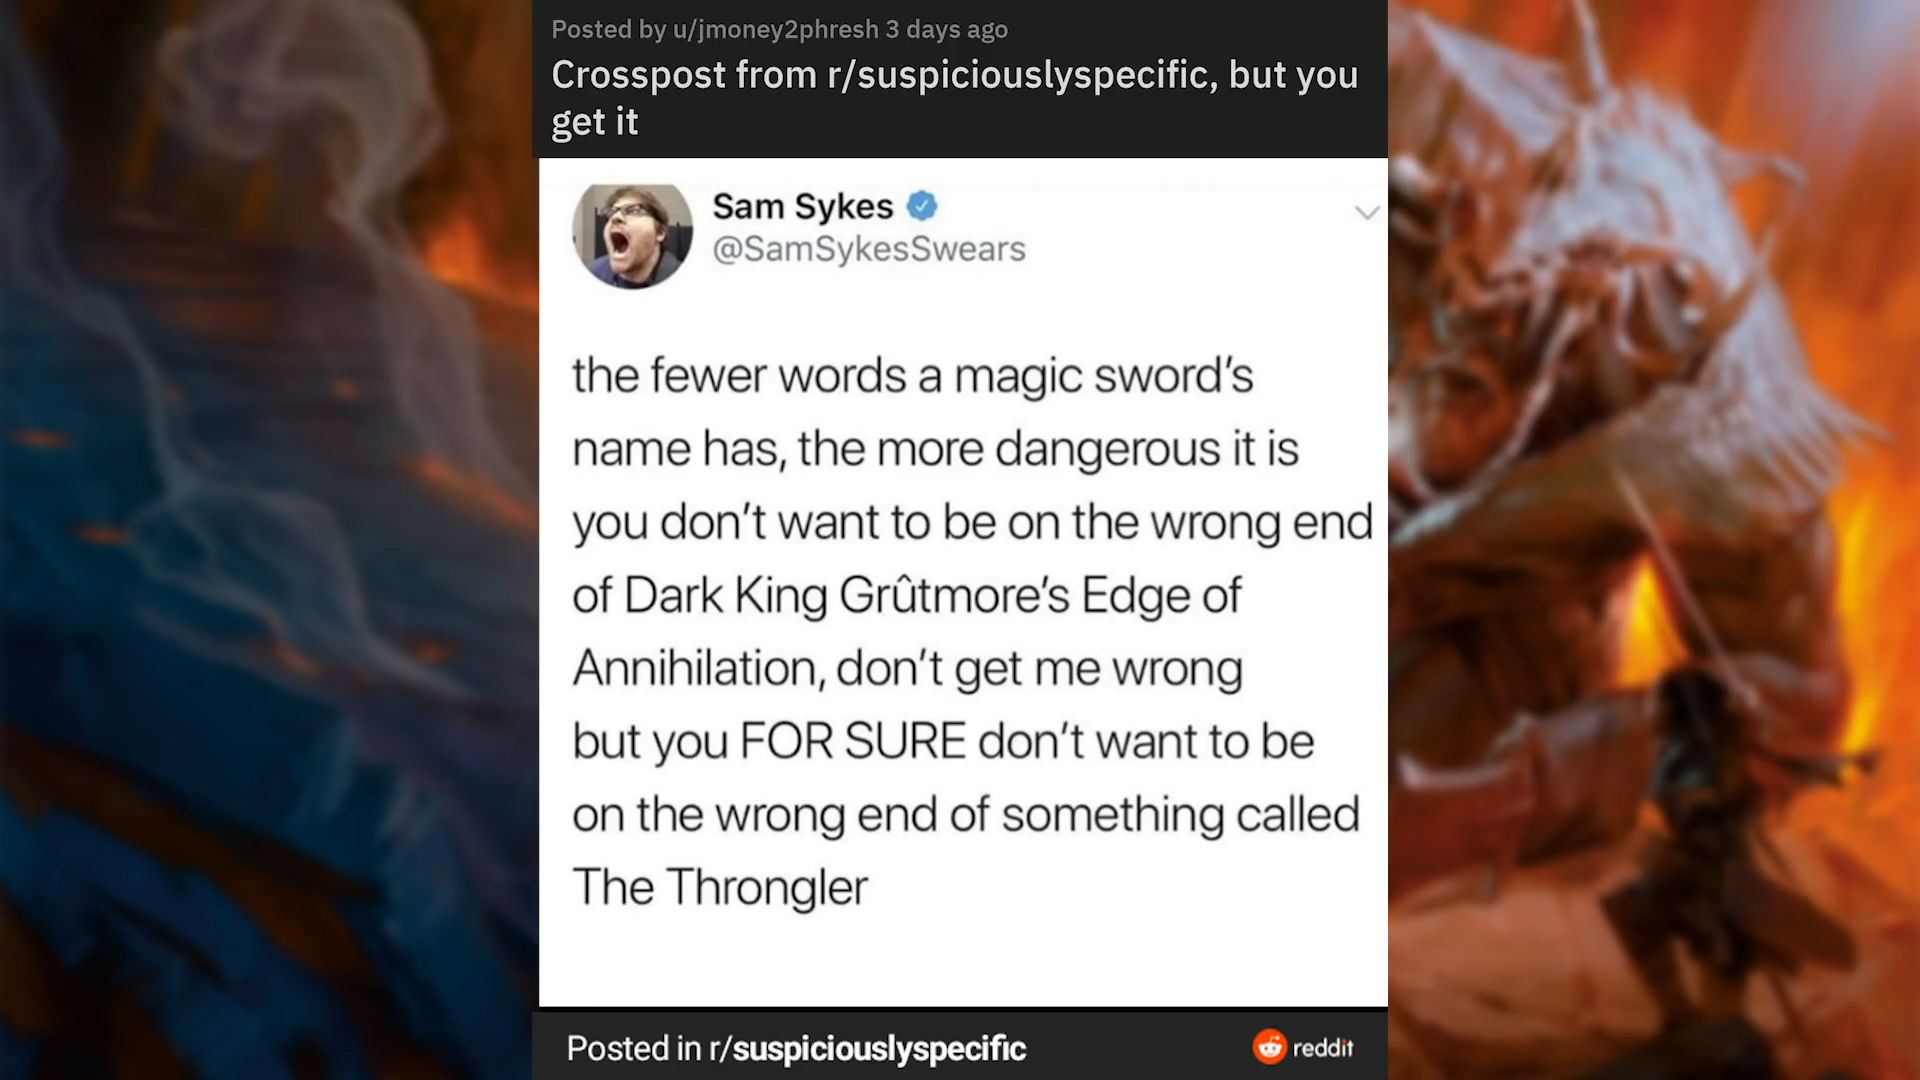 Posted by u/jmoney2phresh 3 days ago
Crosspost from r/suspiciouslyspecific, but you
get it
Sam Sykes
@SamSykesSwears
the fewer words a magic sword’s
name has, the more dangerous it is
you don’t want to be on the wrong end
of Dark King Grûtmore’s Edge of
Annihilation, don’t get me wrong
but you FOR SURE don’t want to be
on the wrong end of something called
The Throngler
Posted in r/suspiciouslyspecific
reddit